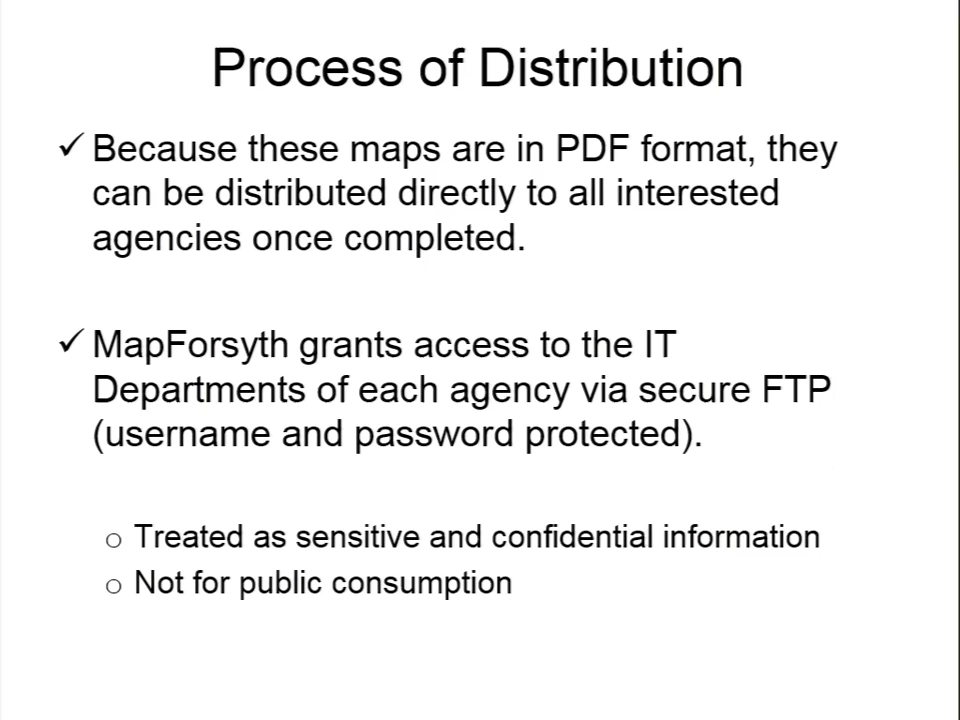 Process of Distribution
✓ Because these maps are in PDF format, they
can be distributed directly to all interested
agencies once completed.
✓ MapForsyth grants access to the IT
Departments of each agency via secure FTP
(username and password protected).
o Treated as sensitive and confidential information
o Not for public consumption